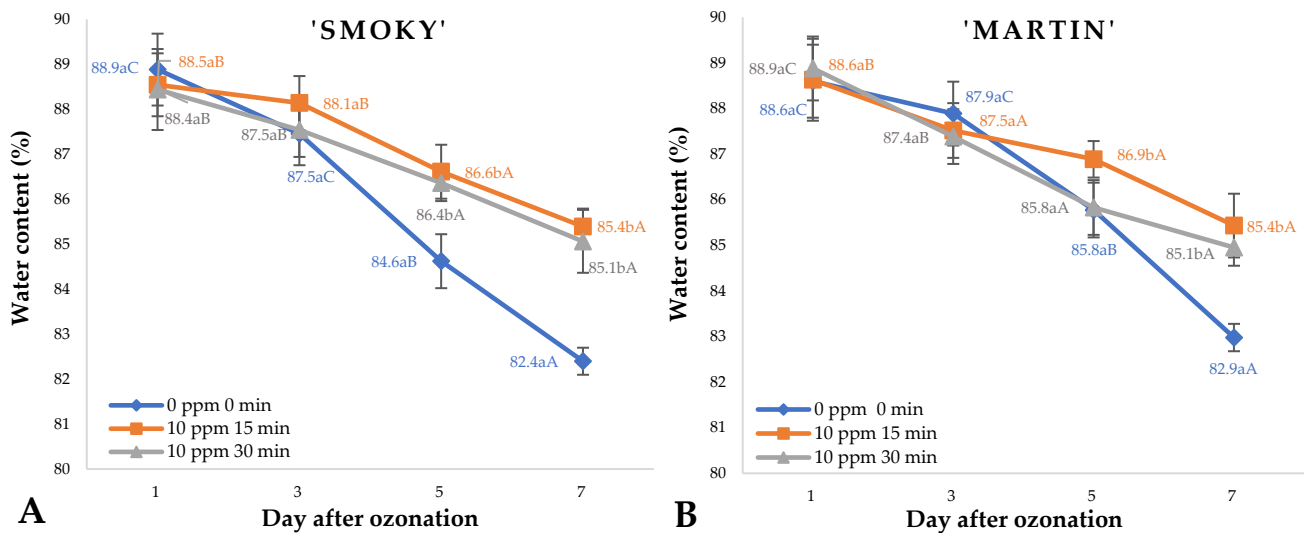 'SMOKY'
Water content (%)
90
89
88
87
86
85
84
83
82
81
80
88.9aC
88.5aB
88.4aB
88.1aB
87.5aB
87.5aC
86.6bA
86.4bA
84.6aB
85.4bA
85.1bA
82.4aA
0 ppm 0 min
10 ppm 15 min
10 ppm 30 min
1 3 5 7
Day after ozonation
A
'MARTIN'
Water content (%)
90
89
88
87
86
85
84
83
82
81
80
88.9aC
88.6aB
88.6aC
87.9aC
87.5aA
87.4aB
86.9bA
85.8aA
85.8aB
85.4bA
85.1bA
82.9aA
0 ppm 0 min
10 ppm 15 min
10 ppm 30 min
1 3 5 7
Day after ozonation
B